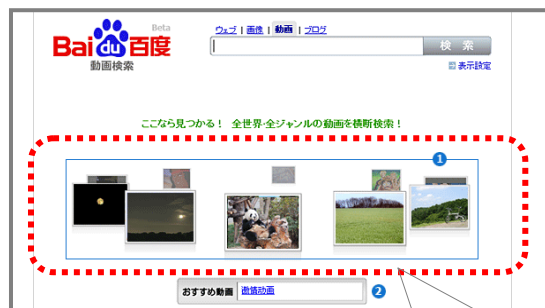 Beta
Bai du 百度
動画検索
ウェブ | 画像 | 動画 | ブログ
検 索
表示設定
ここなら見つかる! 全世界・全ジャンルの動画を横断検索!
1
おすすめ動画 激情动画
2